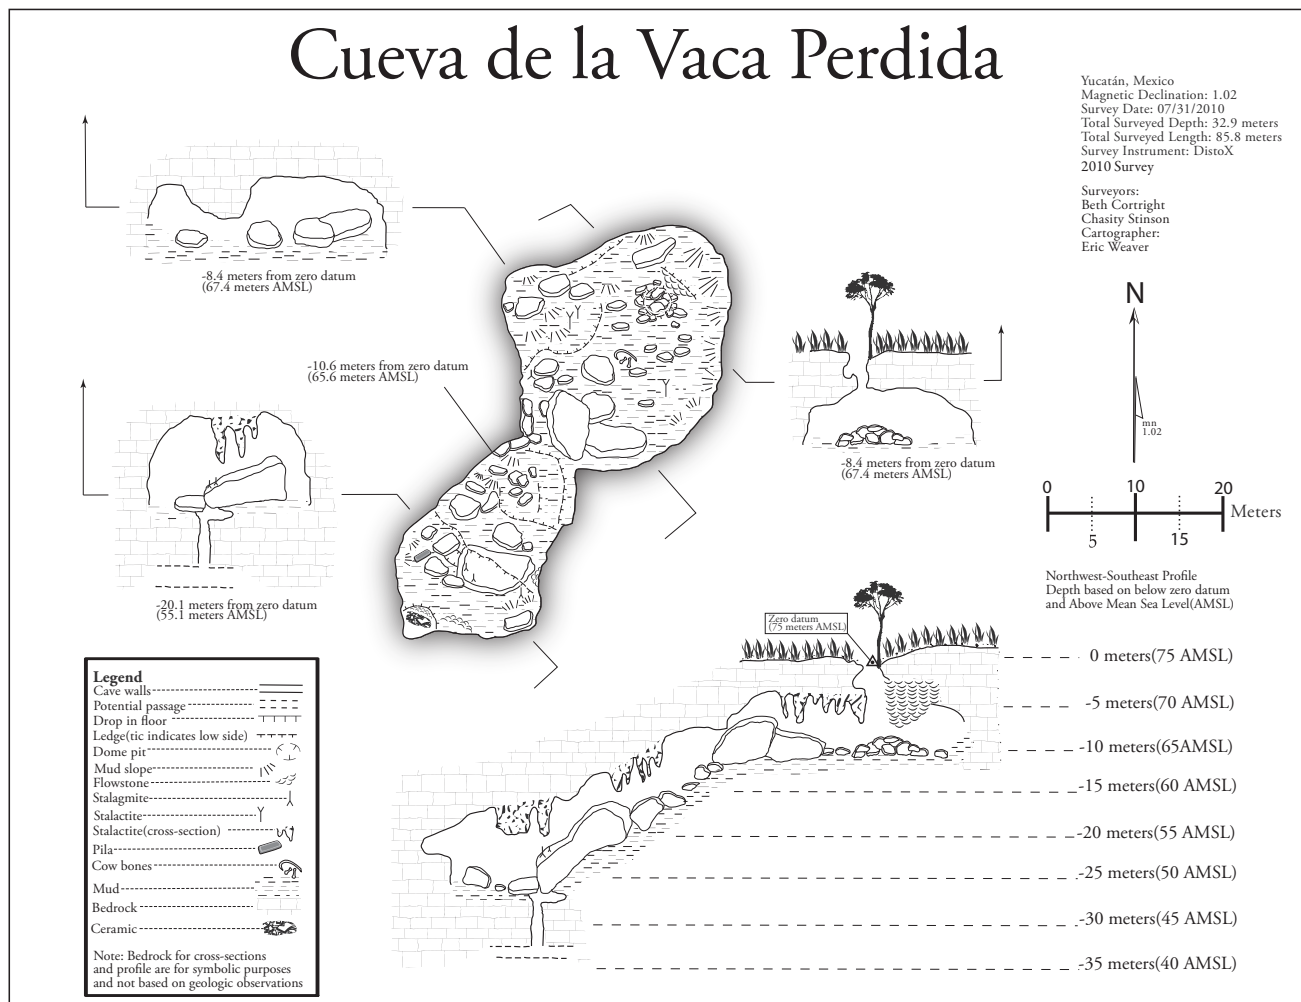 Cueva de la Vaca Perdida
Yucatán, Mexico
Magnetic Declination: 1.02
Survey Date: 07/31/2010
Total Surveyed Depth: 32.9 meters
Total Surveyed Length: 85.8 meters
Survey Instrument: DistoX
2010 Survey
Surveyors:
Beth Cortright
Chasity Stinson
Cartographer:
Eric Weaver
-8.4 meters from zero datum
(67.4 meters AMSL)
-10.6 meters from zero datum
(65.6 meters AMSL)
-8.4 meters from zero datum
(67.4 meters AMSL)
-20.1 meters from zero datum
(55.1 meters AMSL)
N
mn
1.02
0
10
20
Meters
5
15
Northwest-Southeast Profile
Depth based on below zero datum
and Above Mean Sea Level(AMSL)
Zero datum
(75 meters AMSL)
0 meters(75 AMSL)
-5 meters(70 AMSL)
-10 meters(65AMSL)
-15 meters(60 AMSL)
-20 meters(55 AMSL)
-25 meters(50 AMSL)
-30 meters(45 AMSL)
-35 meters(40 AMSL)
Legend
Cave walls
Potential passage
Drop in floor
Ledge(tic indicates low side)
Dome pit
Mud slope
Flowstone
Stalagmite
Stalactite
Stalactite(cross-section)
Pila
Cow bones
Mud
Bedrock
Ceramic
Note: Bedrock for cross-sections
and profile are for symbolic purposes
and not based on geologic observations